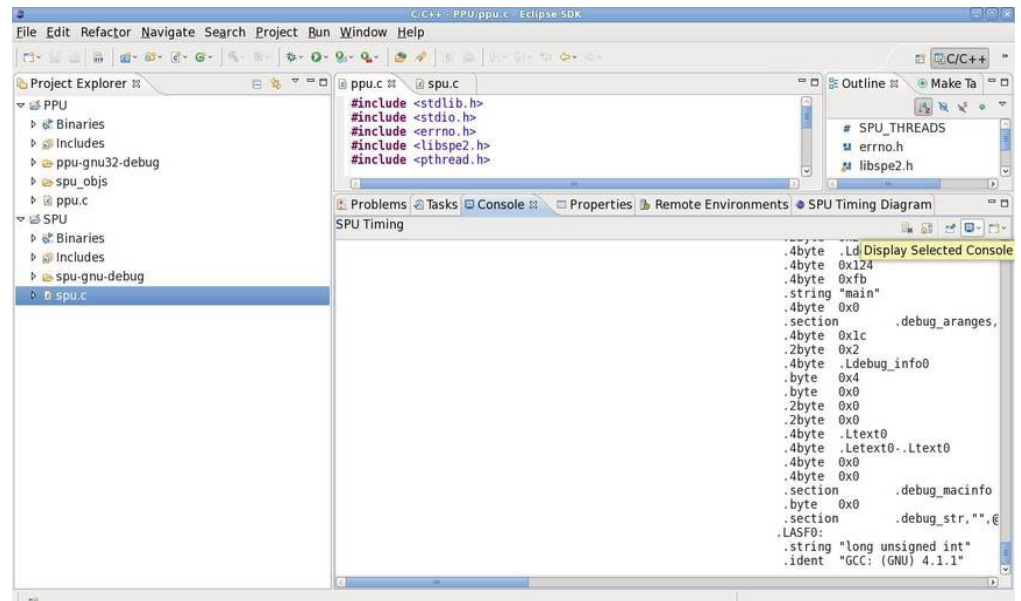 C/C++ - PPU/ppu.c - Eclipse SDK
File Edit Refactor Navigate Search Project Run Window Help
C/C++
Project Explorer
PPU
Binaries
Includes
ppu-gnu32-debug
spu_objs
ppu.c
SPU
Binaries
Includes
spu-gnu-debug
spu.c
ppu.c spu.c
#include <stdlib.h>
#include <stdio.h>
#include <errno.h>
#include <libspe2.h>
#include <pthread.h>
Outline Make Ta
SPU_THREADS
errno.h
libspe2.h
Problems Tasks Console Properties Remote Environments SPU Timing Diagram
SPU Timing
Display Selected Console
.4byte
.4byte 0x124
.4byte 0xfb
.string "main"
.4byte 0x0
.section .debug_aranges,
.4byte 0x1c
.2byte 0x2
.4byte .Ldebug_info0
.byte 0x4
.byte 0x0
.2byte 0x0
.2byte 0x0
.4byte .Ltext0
.4byte .Letext0-.Ltext0
.4byte 0x0
.4byte 0x0
.section .debug_macinfo
.byte 0x0
.section .debug_str,"",@
.LASF0:
.string "long unsigned int"
.ident "GCC: (GNU) 4.1.1"